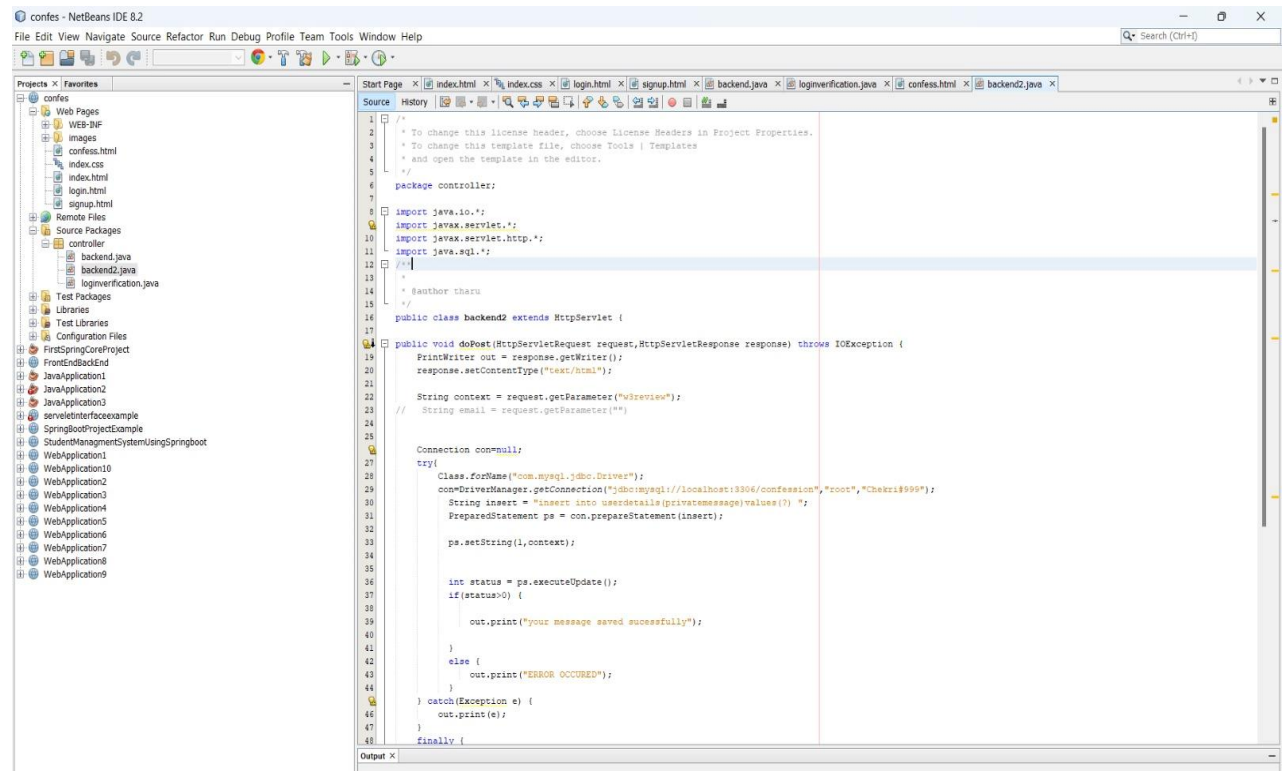 confes - NetBeans IDE 8.2
File Edit View Navigate Source Refactor Run Debug Profile Team Tools Window Help
Search (Ctrl+I)
Projects Favorites
confes
Web Pages
WEB-INF
images
confess.html
index.css
index.html
login.html
signup.html
Remote Files
Source Packages
controller
backend.java
backend2.java
loginverification.java
Test Packages
Libraries
Test Libraries
Configuration Files
FirstSpringCoreProject
FrontEndBackEnd
JavaApplication1
JavaApplication2
JavaApplication3
serveletinterfaceexample
SpringBootProjectExample
StudentManagmentSystemUsingSpringboot
WebApplication1
WebApplication10
WebApplication2
WebApplication3
WebApplication4
WebApplication5
WebApplication6
WebApplication7
WebApplication8
WebApplication9
Start Page index.html index.css login.html signup.html backend.java loginverification.java confess.html backend2.java
Source History
1 /*
2 * To change this license header, choose License Headers in Project Properties.
3 * To change this template file, choose Tools | Templates
4 * and open the template in the editor.
5 */
6 package controller;
7
8 import java.io.*;
import javax.servlet.*;
10 import javax.servlet.http.*;
11 import java.sql.*;
12 /**
13 *
14 * @author tharu
15 */
16 public class backend2 extends HttpServlet {
17
public void doPost(HttpServletRequest request,HttpServletResponse response) throws IOException {
19 PrintWriter out = response.getWriter();
20 response.setContentType("text/html");
21
22 String context = request.getParameter("w3review");
23 // String email = request.getParameter("")
24
25
Connection con=null;
27 try{
28 Class.forName("com.mysql.jdbc.Driver");
29 con=DriverManager.getConnection("jdbc:mysql://localhost:3306/confession","root","Chekri#999");
30 String insert = "insert into userdetails(privatemessage)values(?) ";
31 PreparedStatement ps = con.prepareStatement(insert);
32
33 ps.setString(1,context);
34
35
36 int status = ps.executeUpdate();
37 if(status>0) {
38
39 out.print("your message saved sucessfully");
40
41 }
42 else {
43 out.print("ERROR OCCURED");
44 }
} catch(Exception e) {
46 out.print(e);
47 }
48 finally {
Output